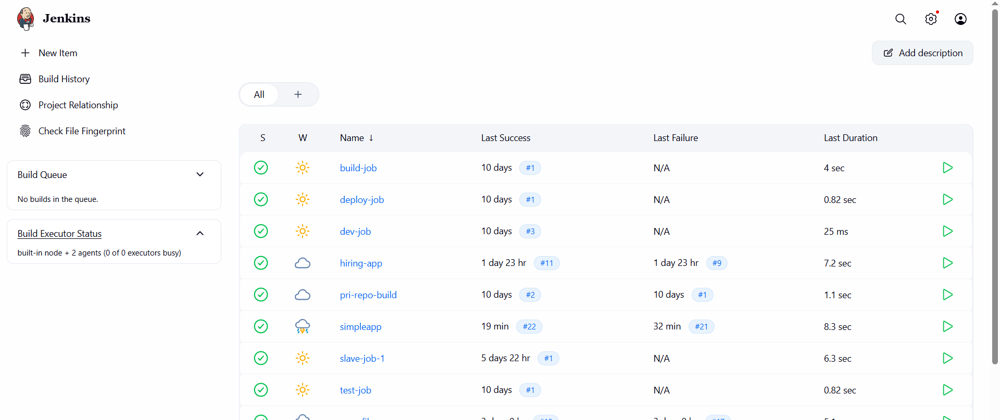 Jenkins
New Item
Build History
Project Relationship
Check File Fingerprint
Build Queue
No builds in the queue.
Build Executor Status
built-in node + 2 agents (0 of 0 executors busy)
Add description
All +
S W Name ↓ Last Success Last Failure Last Duration
build-job 10 days #1 N/A 4 sec
deploy-job 10 days #1 N/A 0.82 sec
dev-job 10 days #3 N/A 25 ms
hiring-app 1 day 23 hr #11 1 day 23 hr #9 7.2 sec
pri-repo-build 10 days #2 10 days #1 1.1 sec
simpleapp 19 min #22 32 min #21 8.3 sec
slave-job-1 5 days 22 hr #1 N/A 6.3 sec
test-job 10 days #1 N/A 0.82 sec